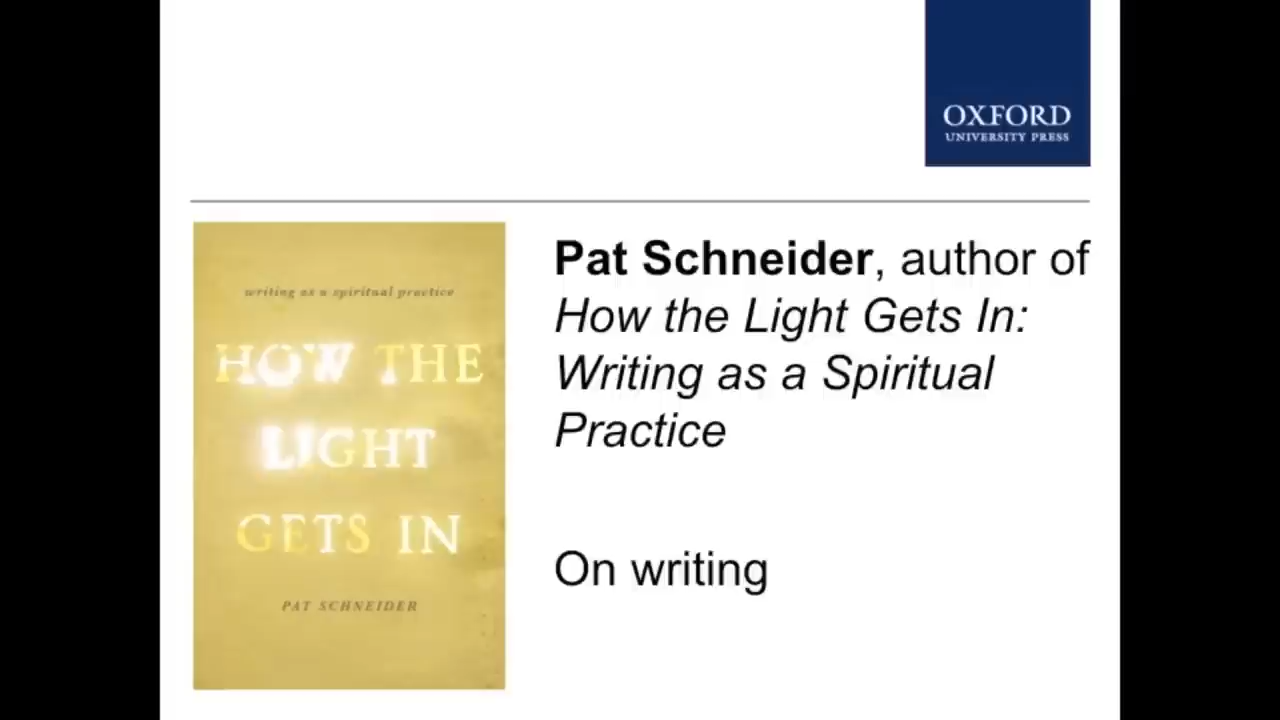 OXFORD
UNIVERSITY PRESS
writing as a spiritual practice
HOW THE
LIGHT
GETS IN
PAT SCHNEIDER
Pat Schneider, author of
How the Light Gets In:
Writing as a Spiritual
Practice
On writing